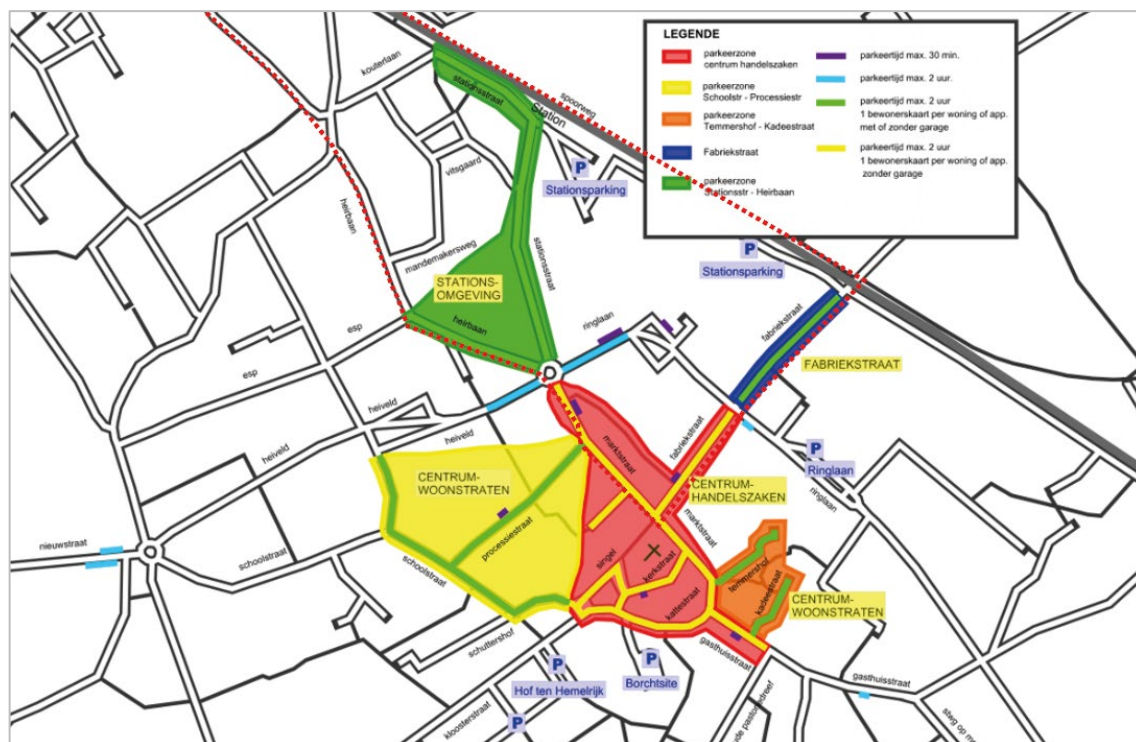 LEGENDE
parkeerzone
centrum handelszaken
parkeerzone
Schoolstr - Processiestr
parkeerzone
Temmershof - Kadeestraat
Fabriekstraat
parkeerzone
Stationsstr - Heirbaan
parkeertijd max. 30 min.
parkeertijd max. 2 uur.
parkeertijd max. 2 uur
1 bewonerskaart per woning of app.
met of zonder garage
parkeertijd max. 2 uur
1 bewonerskaart per woning of app.
zonder garage
kouterlaan
stationsstraat
Station
spoorweg
P
Stationsparking
vitsgaard
heirbaan
mandemakersweg
stationsstraat
P
Stationsparking
STATIONS-
OMGEVING
heirbaan
ringlaan
fabriekstraat
FABRIEKSTRAAT
esp
esp
heiveld
heiveld
heiveld
marktstraat
fabriekstraat
P
Ringlaan
ringlaan
CENTRUM-
WOONSTRATEN
CENTRUM-
HANDELSZAKEN
marktstraat
processiestraat
nieuwstraat
schoolstraat
schoolstraat
singel
kerkstraat
kattestraat
temmershof
kadeestraat
CENTRUM-
WOONSTRATEN
schuttershof
P
Hof ten Hemelrijk
P
Borchtsite
gasthuisstraat
gasthuisstraat
kloosterstraat
P